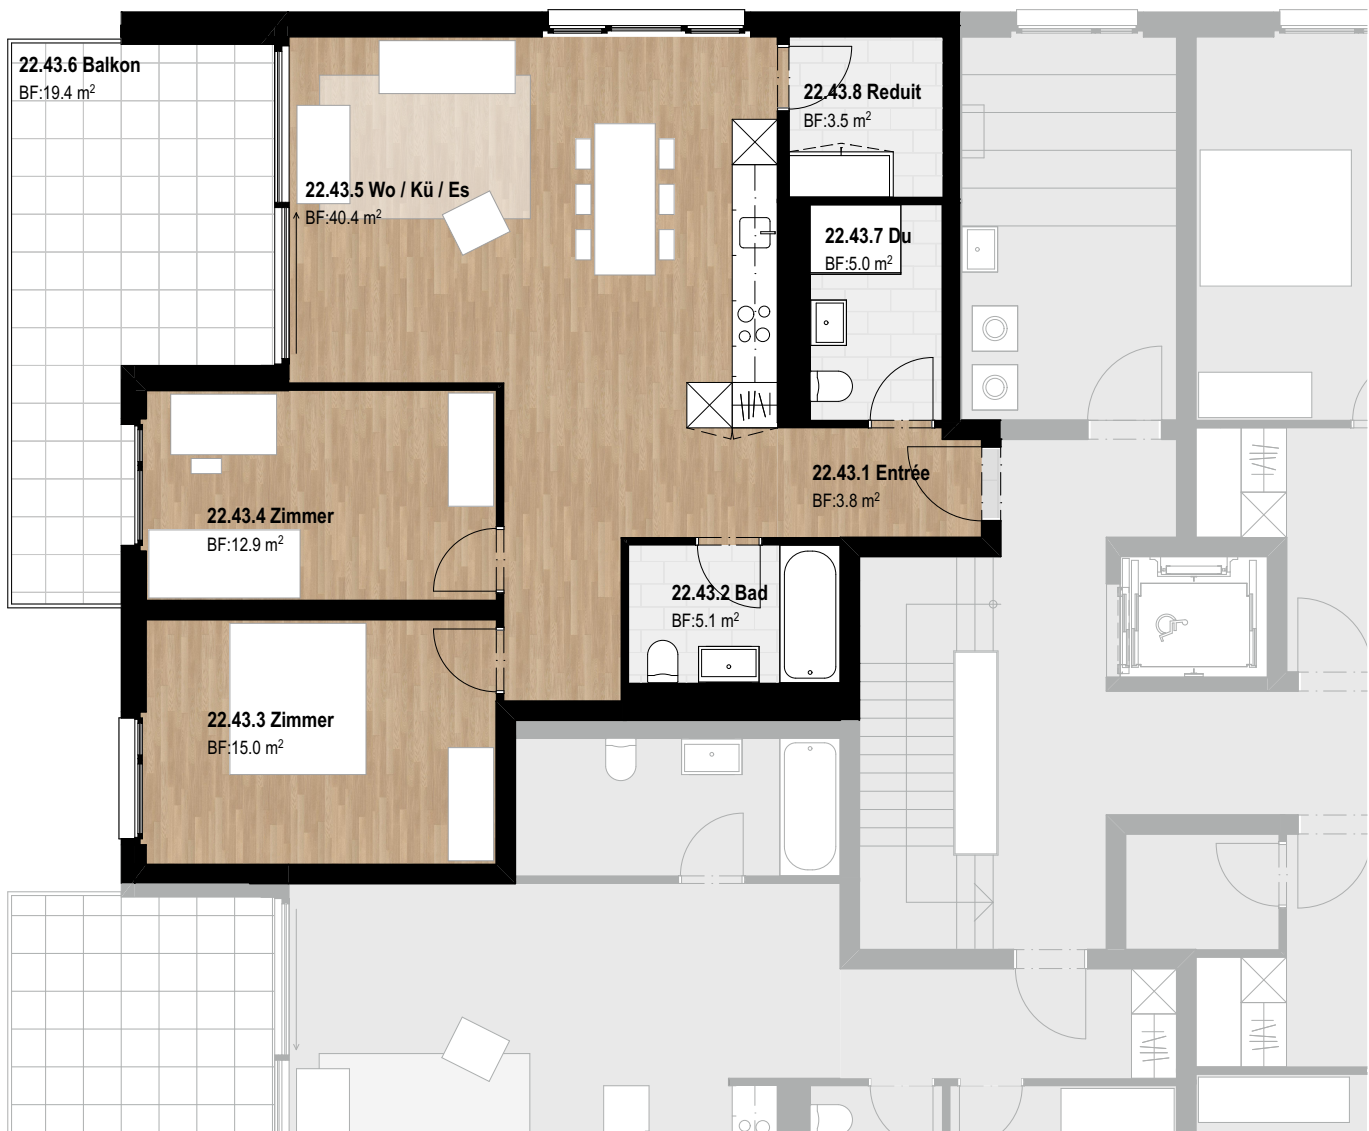 22.43.6 Balkon
BF:19.4 m²
22.43.8 Reduit
BF:3.5 m²
22.43.5 Wo / Kü / Es
BF:40.4 m²
22.43.7 Du
BF:5.0 m²
22.43.1 Entrée
BF:3.8 m²
22.43.4 Zimmer
BF:12.9 m²
22.43.2 Bad
BF:5.1 m²
22.43.3 Zimmer
BF:15.0 m²